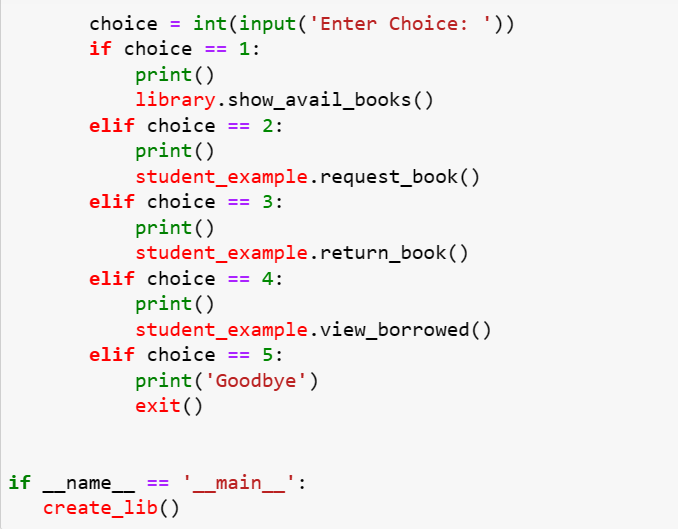 choice = int(input('Enter Choice: '))
if choice == 1:
print()
library.show_avail_books()
elif choice == 2:
print()
student_example.request_book()
elif choice == 3:
print()
student_example.return_book()
elif choice == 4:
print()
student_example.view_borrowed()
elif choice == 5:
print('Goodbye')
exit()
if __name__ == '__main__':
create_lib()